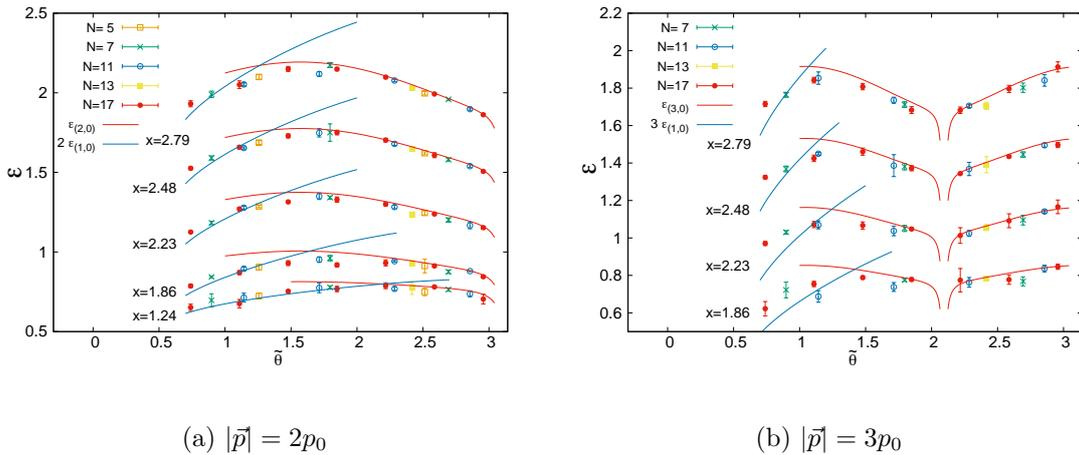 2.5
2
1.5
1
0.5
ε
N= 5
N= 7
N=11
N=13
N=17
ε(2,0)
2 ε(1,0)
x=2.79
x=2.48
x=2.23
x=1.86
x=1.24
0 0.5 1 1.5 2 2.5 3
θ̃
2.2
2
1.8
1.6
1.4
1.2
1
0.8
0.6
ε
N= 7
N=11
N=13
N=17
ε(3,0)
3 ε(1,0)
x=2.79
x=2.48
x=2.23
x=1.86
0 0.5 1 1.5 2 2.5 3
θ̃
(a) |p⃗| = 2p₀
(b) |p⃗| = 3p₀